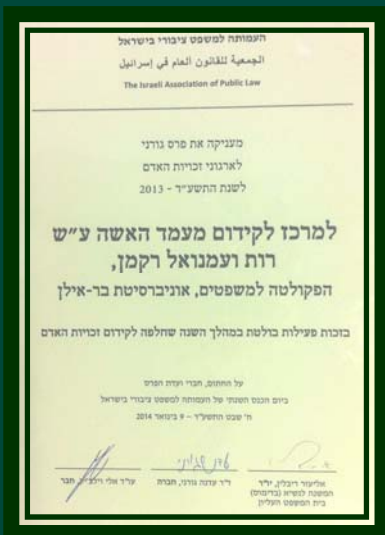 העמותה למשפט ציבורי בישראל
الجمعية للقانون العام في إسرائيل
The Israeli Association of Public Law
מעניקה את פרס גורני
לארגוני זכויות האדם
לשנת התשע״ד - 2013
למרכז לקידום מעמד האשה ע״ש
רות ועמנואל רקמן,
הפקולטה למשפטים, אוניברסיטת בר-אילן
בזכות פעילות בולטת במהלך השנה שחלפה לקידום זכויות האדם
על החתום, חברי ועדת הפרס
ביום הכנס השנתי של העמותה למשפט ציבורי בישראל
ח׳ שבט התשע״ד – 9 בינואר 2014
אליעזר ריבלין, יו״ר
המשנה לנשיא (בדימוס)
בית המשפט העליון
ד״ר עדנה גורני, חברת
עו״ד אלי חבר